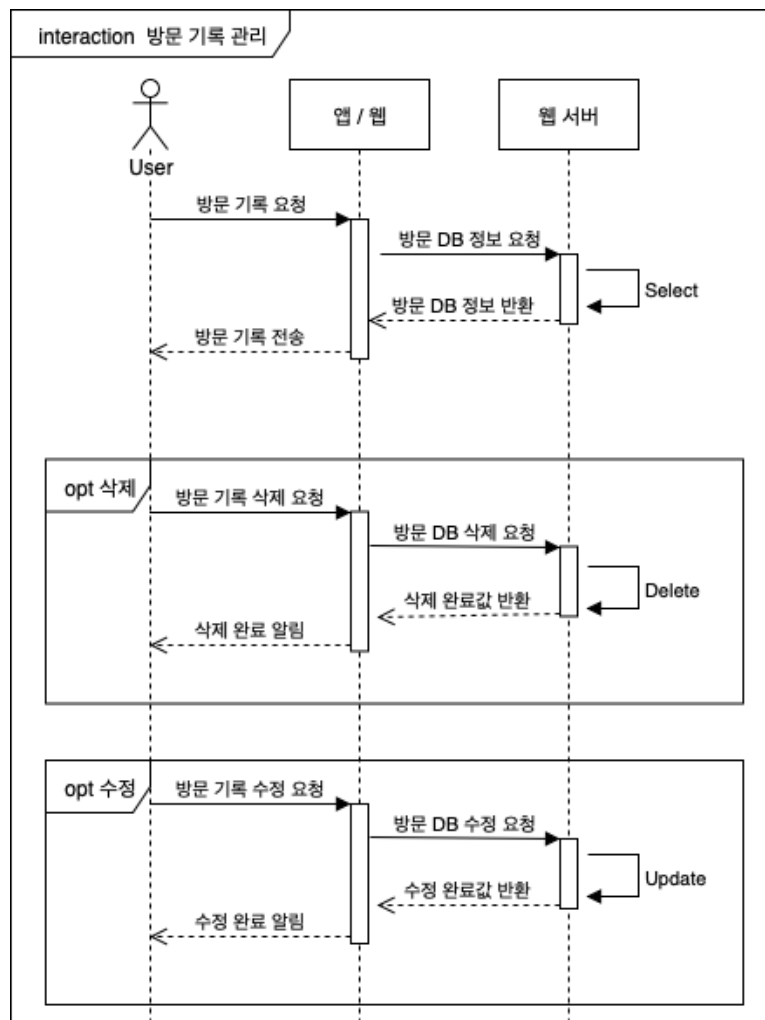 interaction 방문 기록 관리
User
앱 / 웹
웹 서버
방문 기록 요청
방문 DB 정보 요청
Select
방문 DB 정보 반환
방문 기록 전송
opt 삭제
방문 기록 삭제 요청
방문 DB 삭제 요청
Delete
삭제 완료값 반환
삭제 완료 알림
opt 수정
방문 기록 수정 요청
방문 DB 수정 요청
Update
수정 완료값 반환
수정 완료 알림